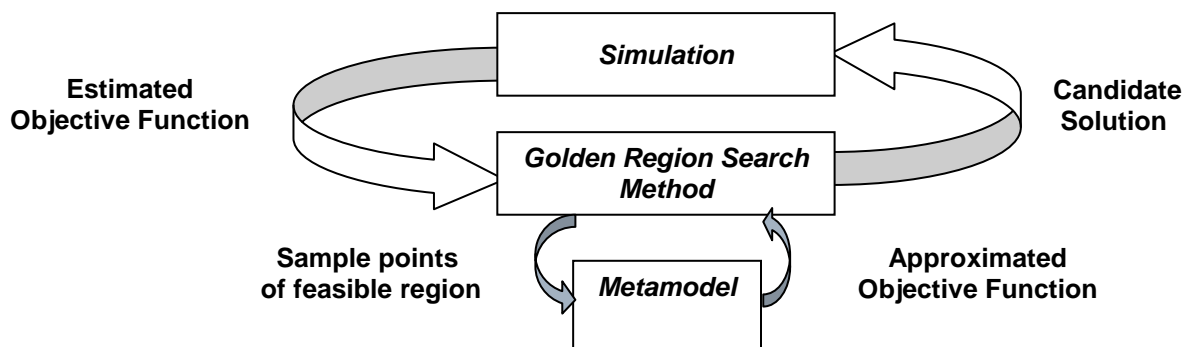 Simulation
Estimated
Objective Function
Candidate
Solution
Golden Region Search
Method
Sample points
of feasible region
Metamodel
Approximated
Objective Function